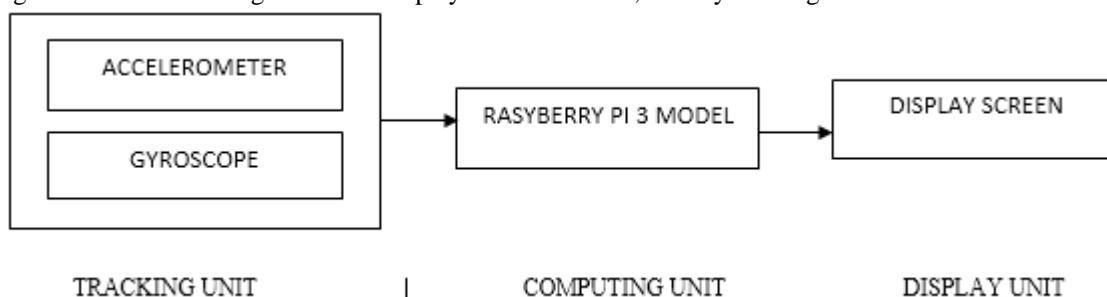 ACCELEROMETER
GYROSCOPE
RASYBERRY PI 3 MODEL
DISPLAY SCREEN
TRACKING UNIT | COMPUTING UNIT DISPLAY UNIT